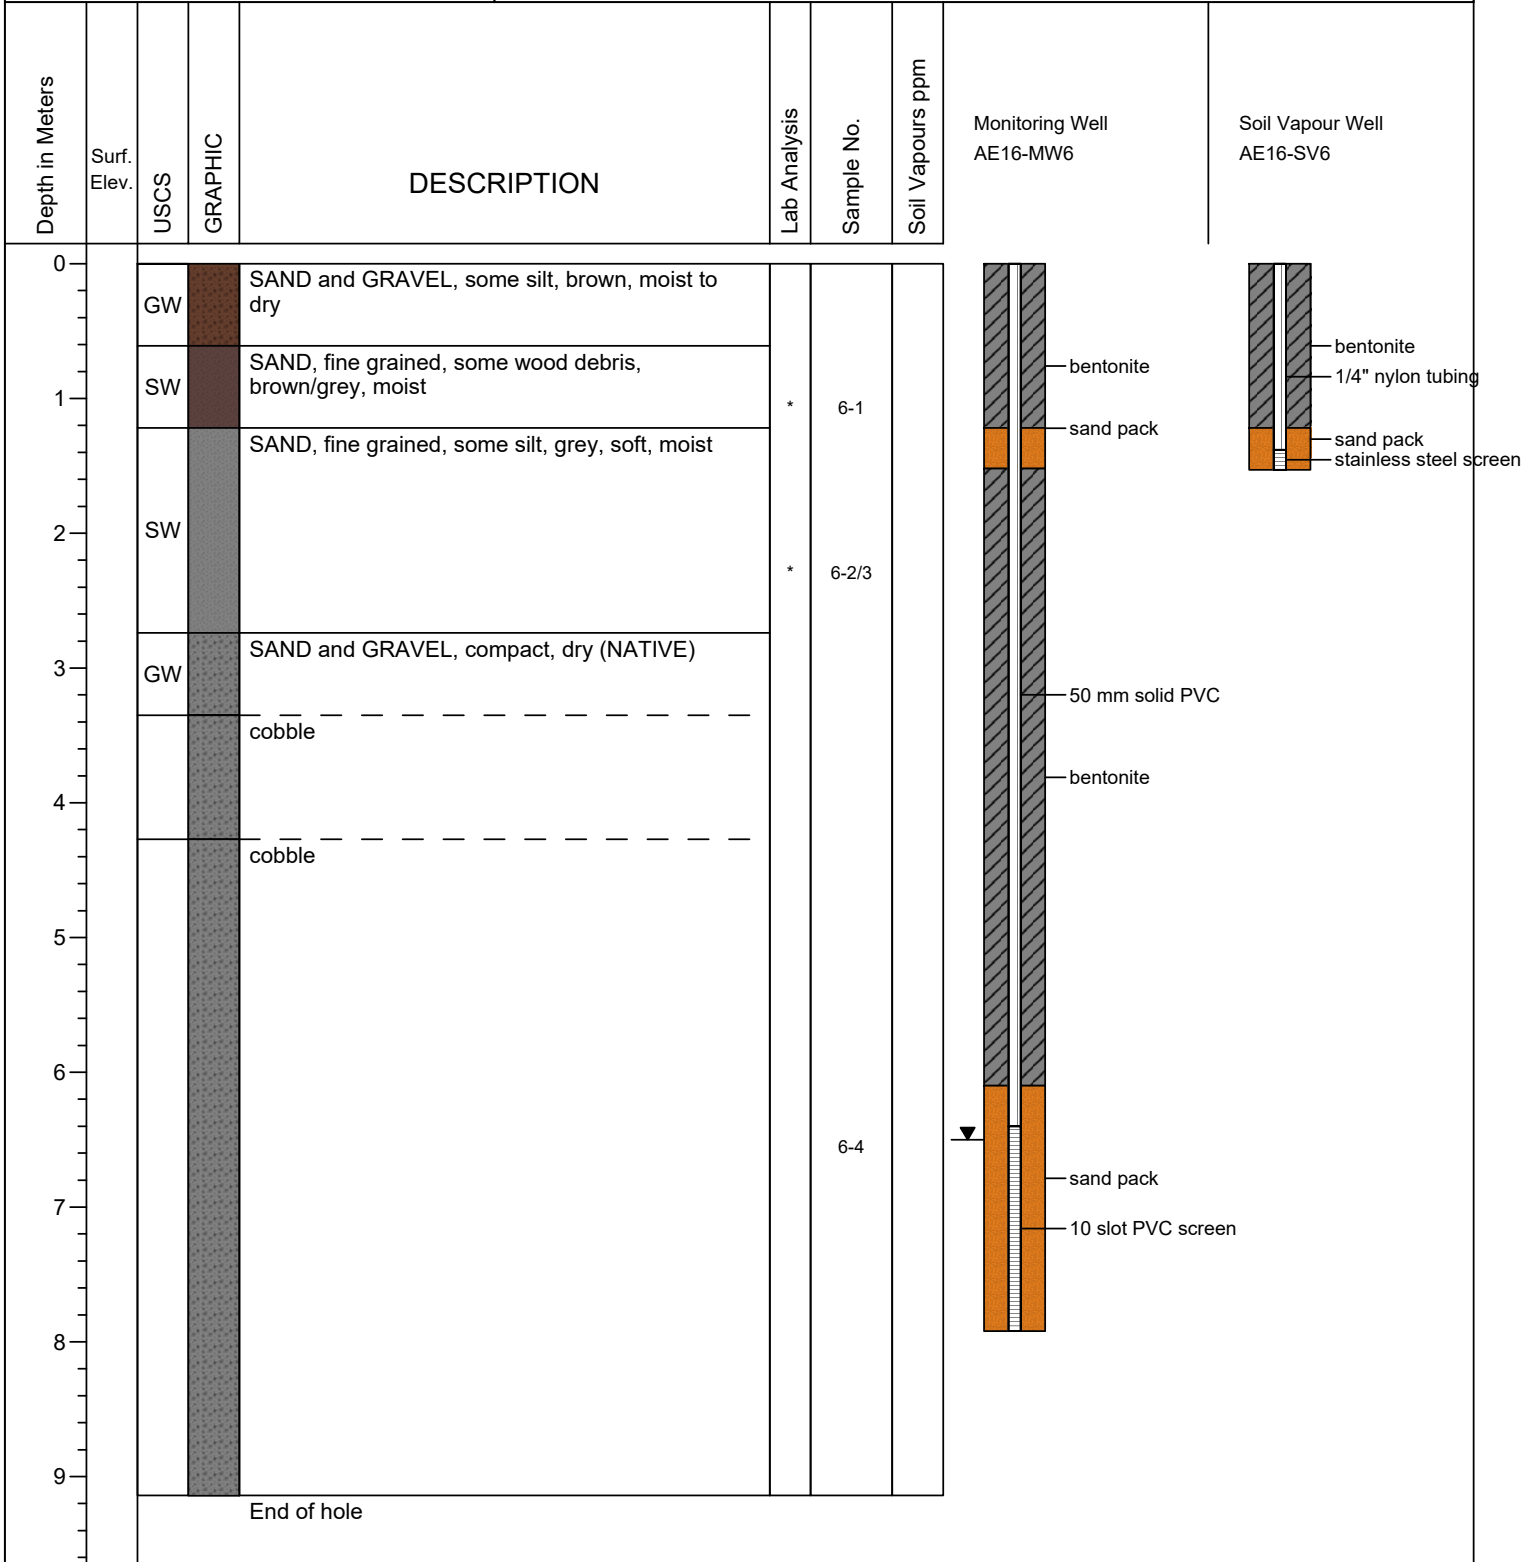 Depth in Meters
Surf.
Elev.
USCS
GRAPHIC
DESCRIPTION
Lab Analysis
Sample No.
Soil Vapours ppm
Monitoring Well
AE16-MW6
Soil Vapour Well
AE16-SV6
0
GW
SAND and GRAVEL, some silt, brown, moist to
dry
SW
SAND, fine grained, some wood debris,
brown/grey, moist
bentonite
bentonite
1/4" nylon tubing
1
*
6-1
sand pack
sand pack
stainless steel screen
SAND, fine grained, some silt, grey, soft, moist
SW
2
*
6-2/3
SAND and GRAVEL, compact, dry (NATIVE)
3
GW
50 mm solid PVC
cobble
bentonite
4
cobble
5
6
6-4
sand pack
7
10 slot PVC screen
8
9
End of hole